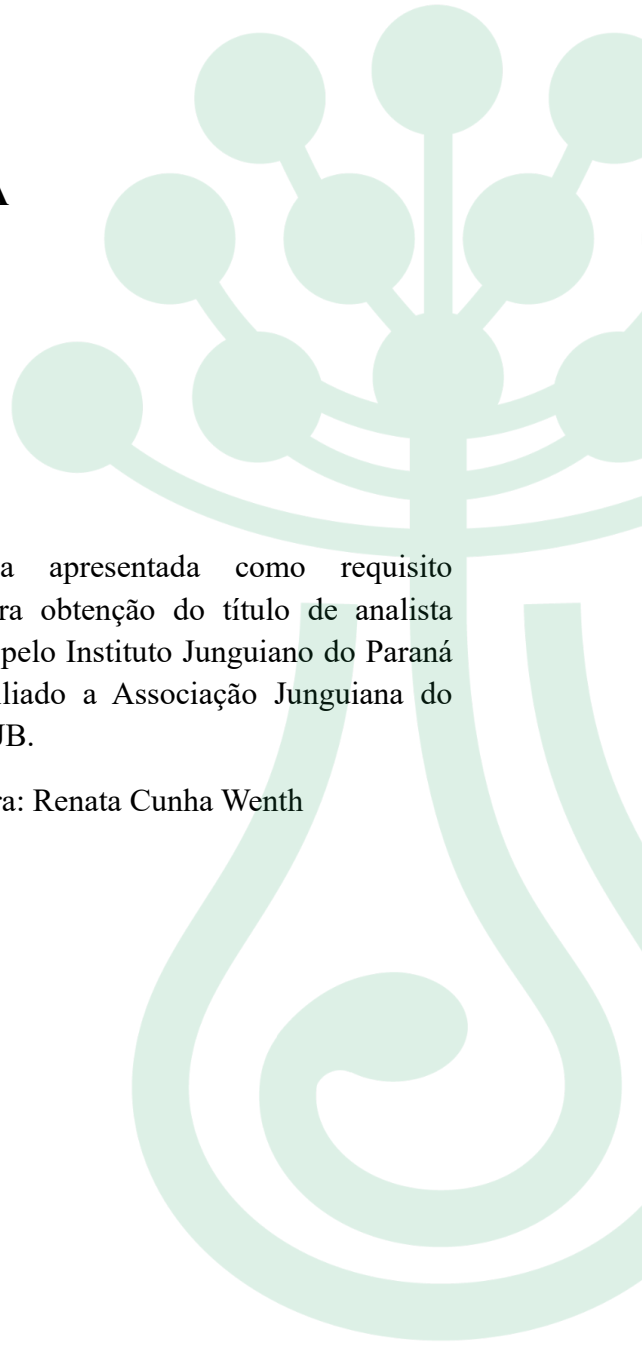 A
a apresentada como requisito
ra obtenção do título de analista
pelo Instituto Junguiano do Paraná
liado a Associação Junguiana do
JB.
ra: Renata Cunha Wenth